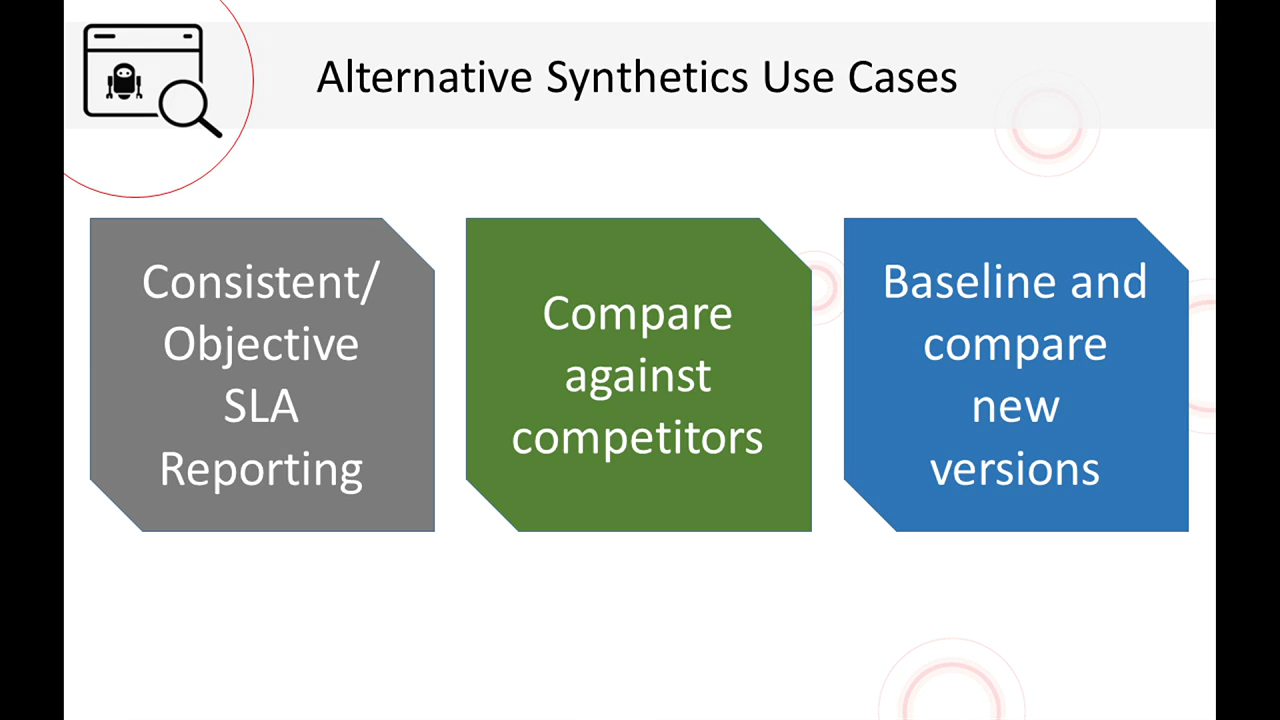 Alternative Synthetics Use Cases
Consistent/
Objective
SLA
Reporting
Compare
against
competitors
Baseline and
compare
new
versions